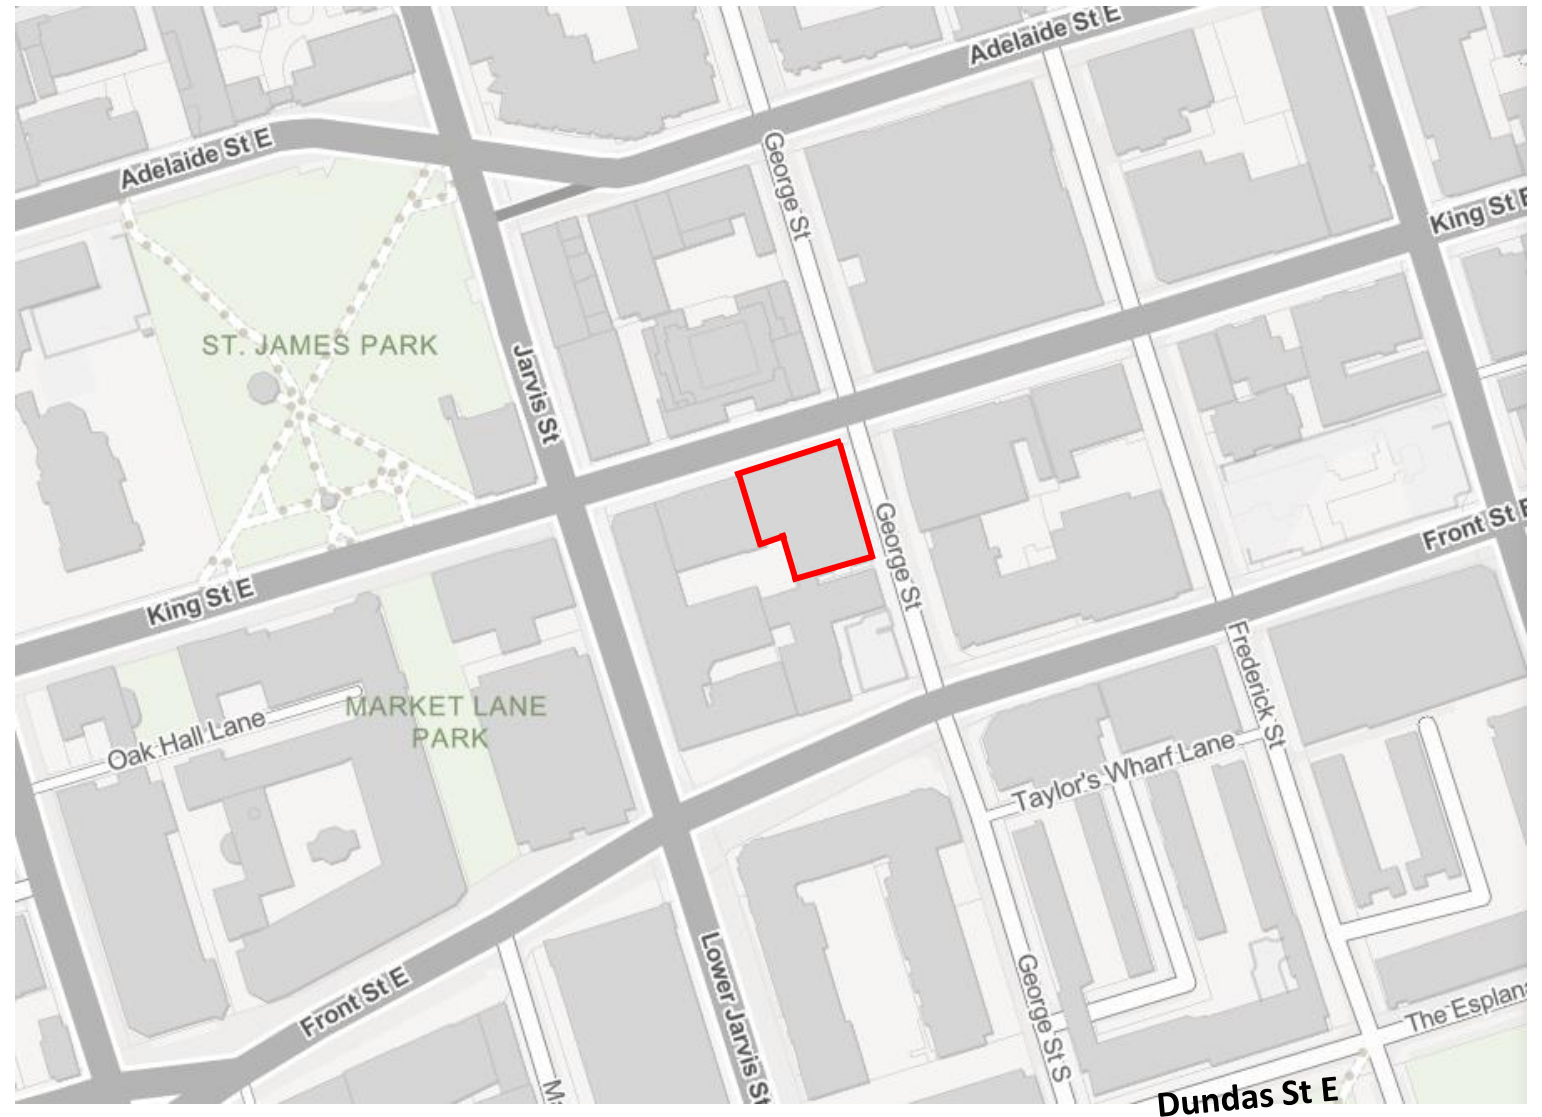 Adelaide St E
Adelaide St E
George St
King St E
ST. JAMES PARK
Jarvis St
George St
Front St E
King St E
MARKET LANE
PARK
Oak Hall Lane
Frederick St
Taylor's Wharf Lane
Front St E
Lower Jarvis St
George St S
The Esplana
Ma
Dundas St E